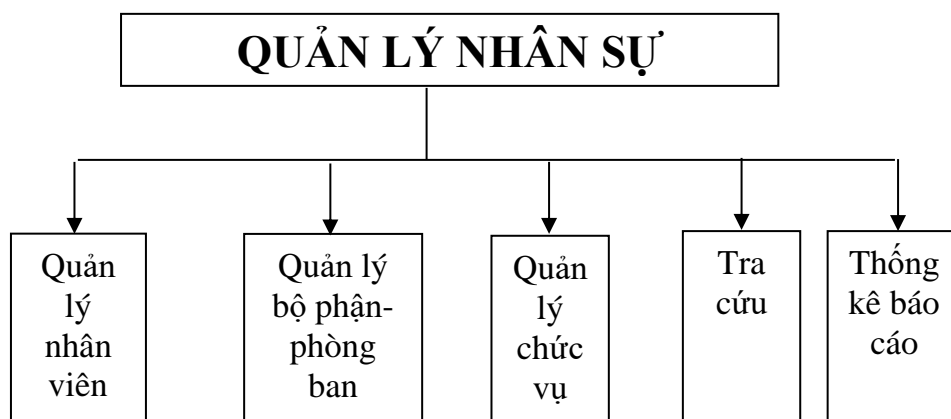 QUẢN LÝ NHÂN SỰ
Quản
lý
nhân
viên
Quản lý
bộ phận-
phòng
ban
Quản
lý
chức
vụ
Tra
cứu
Thống
kê báo
cáo